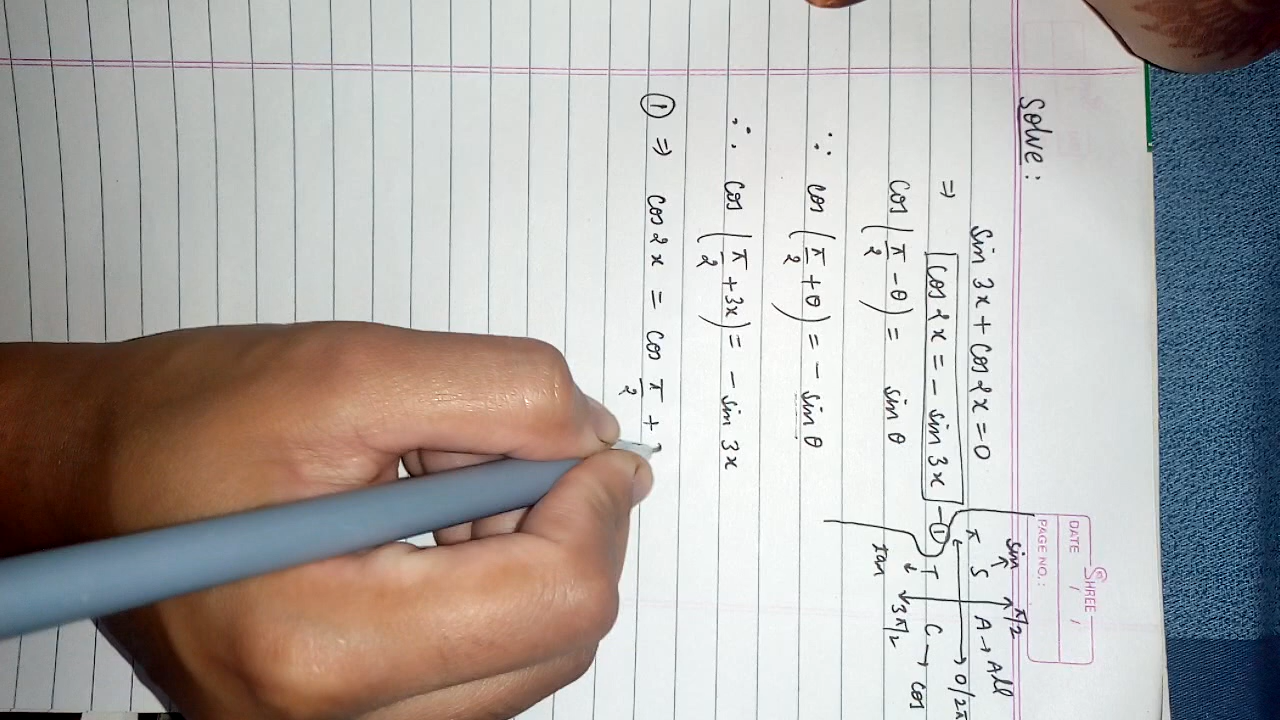 SHREE
DATE / /
PAGE NO.:
Solve :
sin 3x + cos 2x = 0
⇒ cos 2x = - sin 3x - ①
cos (π/2 - θ) = sin θ
∵ cos (π/2 + θ) = - sin θ
∴ cos (π/2 + 3x) = - sin 3x
① ⇒ cos 2x = cos π/2 +
sin π/2
S A → All
π 0/2π
T C → cos
tan 3π/2